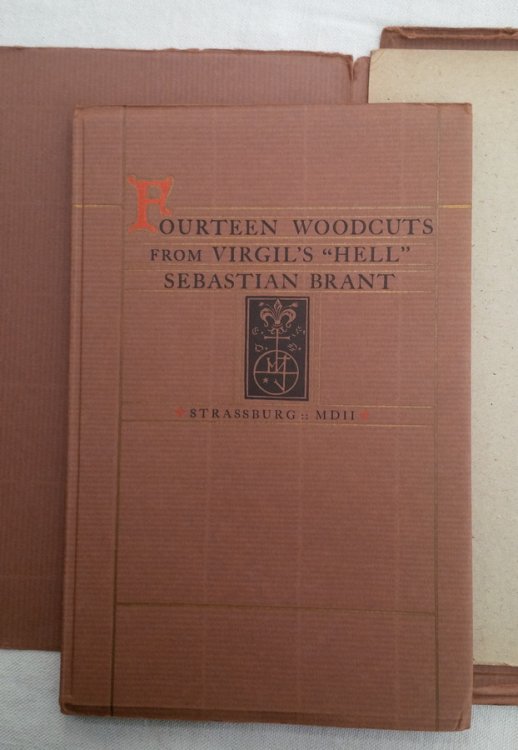 FOURTEEN WOODCUTS
FROM VIRGIL'S “HELL”
SEBASTIAN BRANT
STRASSBURG :: MDII